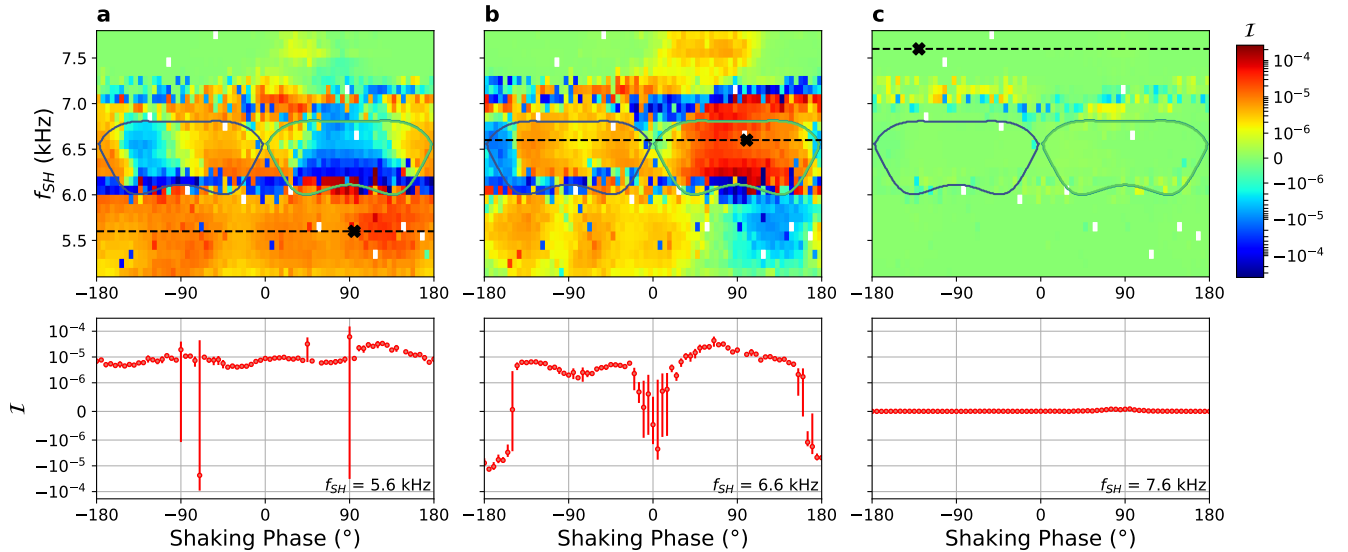 a
b
c
f_SH (kHz)
7.5
7.0
6.5
6.0
5.5
−180 −90 0 90 180
−180 −90 0 90 180
−180 −90 0 90 180
ℐ
10⁻⁴
10⁻⁵
10⁻⁶
0
−10⁻⁶
−10⁻⁵
−10⁻⁴
ℐ
10⁻⁴
10⁻⁵
10⁻⁶
0
−10⁻⁶
−10⁻⁵
−10⁻⁴
f_SH = 5.6 kHz
f_SH = 6.6 kHz
f_SH = 7.6 kHz
−180 −90 0 90 180
−180 −90 0 90 180
−180 −90 0 90 180
Shaking Phase (°)
Shaking Phase (°)
Shaking Phase (°)